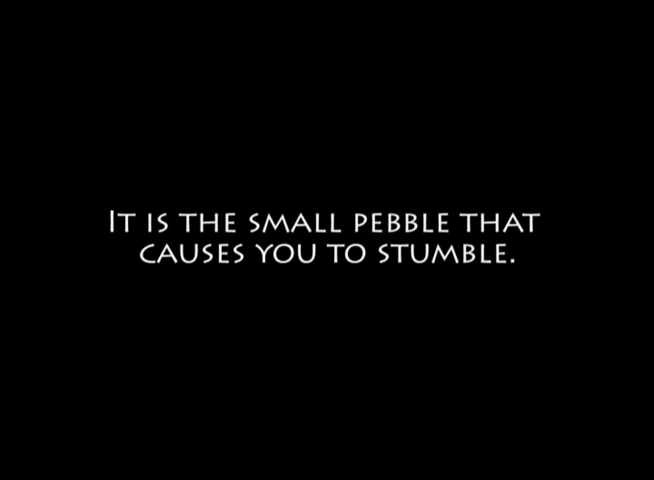 It is the small pebble that
causes you to stumble.